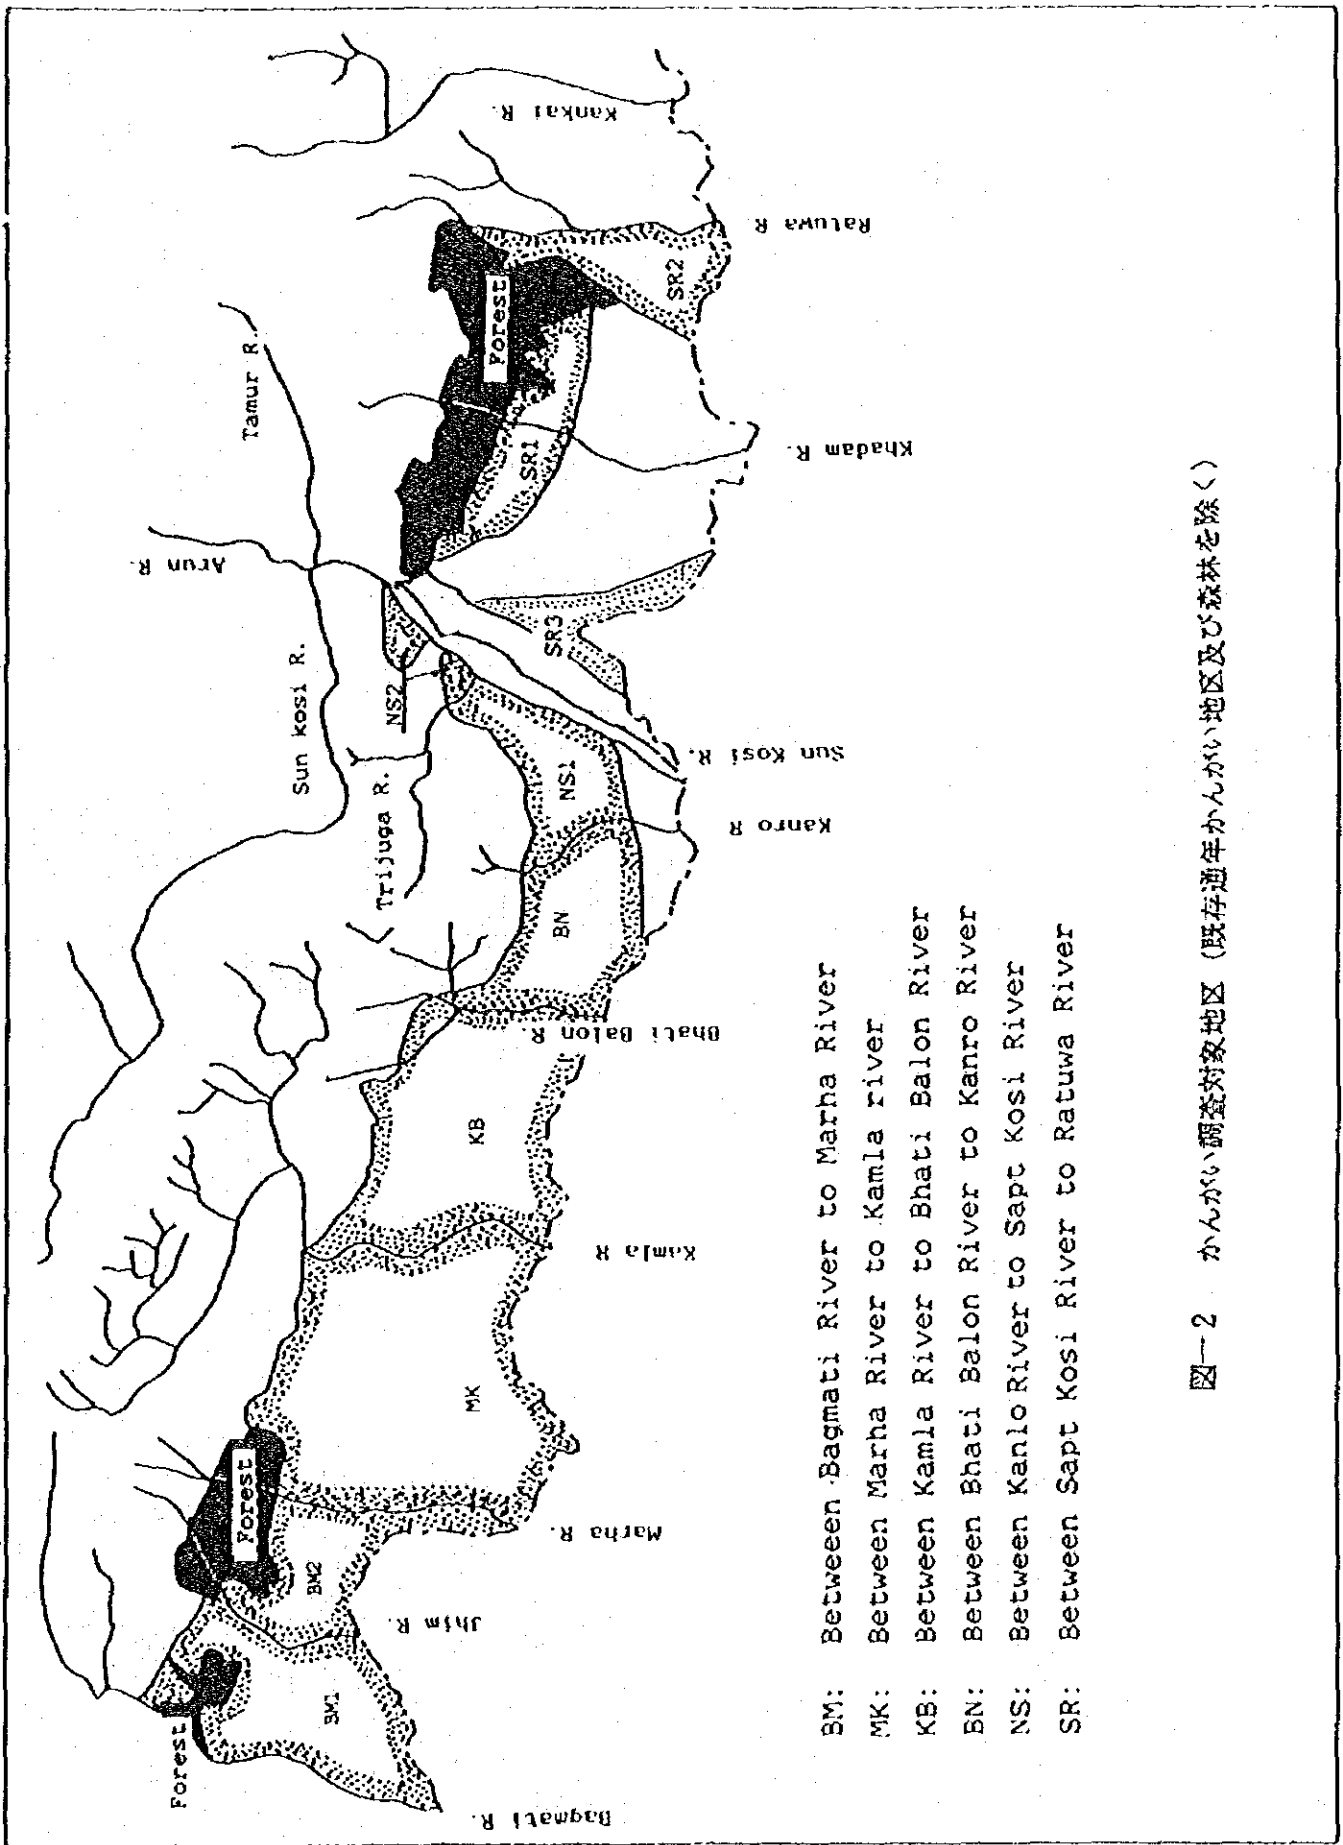 Kankai R.
Ratuwa R
Tamur R.
Forest
SR2
Arun R.
SR1
Khadam R.
Sun kosi R.
NS2
SR3
Trijuga R.
NS1
Sun Kosi R.
Kanro R
BN
Bhati Balon R.
KB
Kamla R
MK
Forest
Marha R.
BM2
Jhim R.
Forest
BM1
Bagmati R.
BM: Between Bagmati River to Marha River
MK: Between Marha River to Kamla river
KB: Between Kamla River to Bhati Balon River
BN: Between Bhati Balon River to Kanro River
NS: Between Kanlo River to Sapt Kosi River
SR: Between Sapt Kosi River to Ratuwa River
図―2 かんがい調査対象地区 (既存通年かんがい地区及び森林を除く)